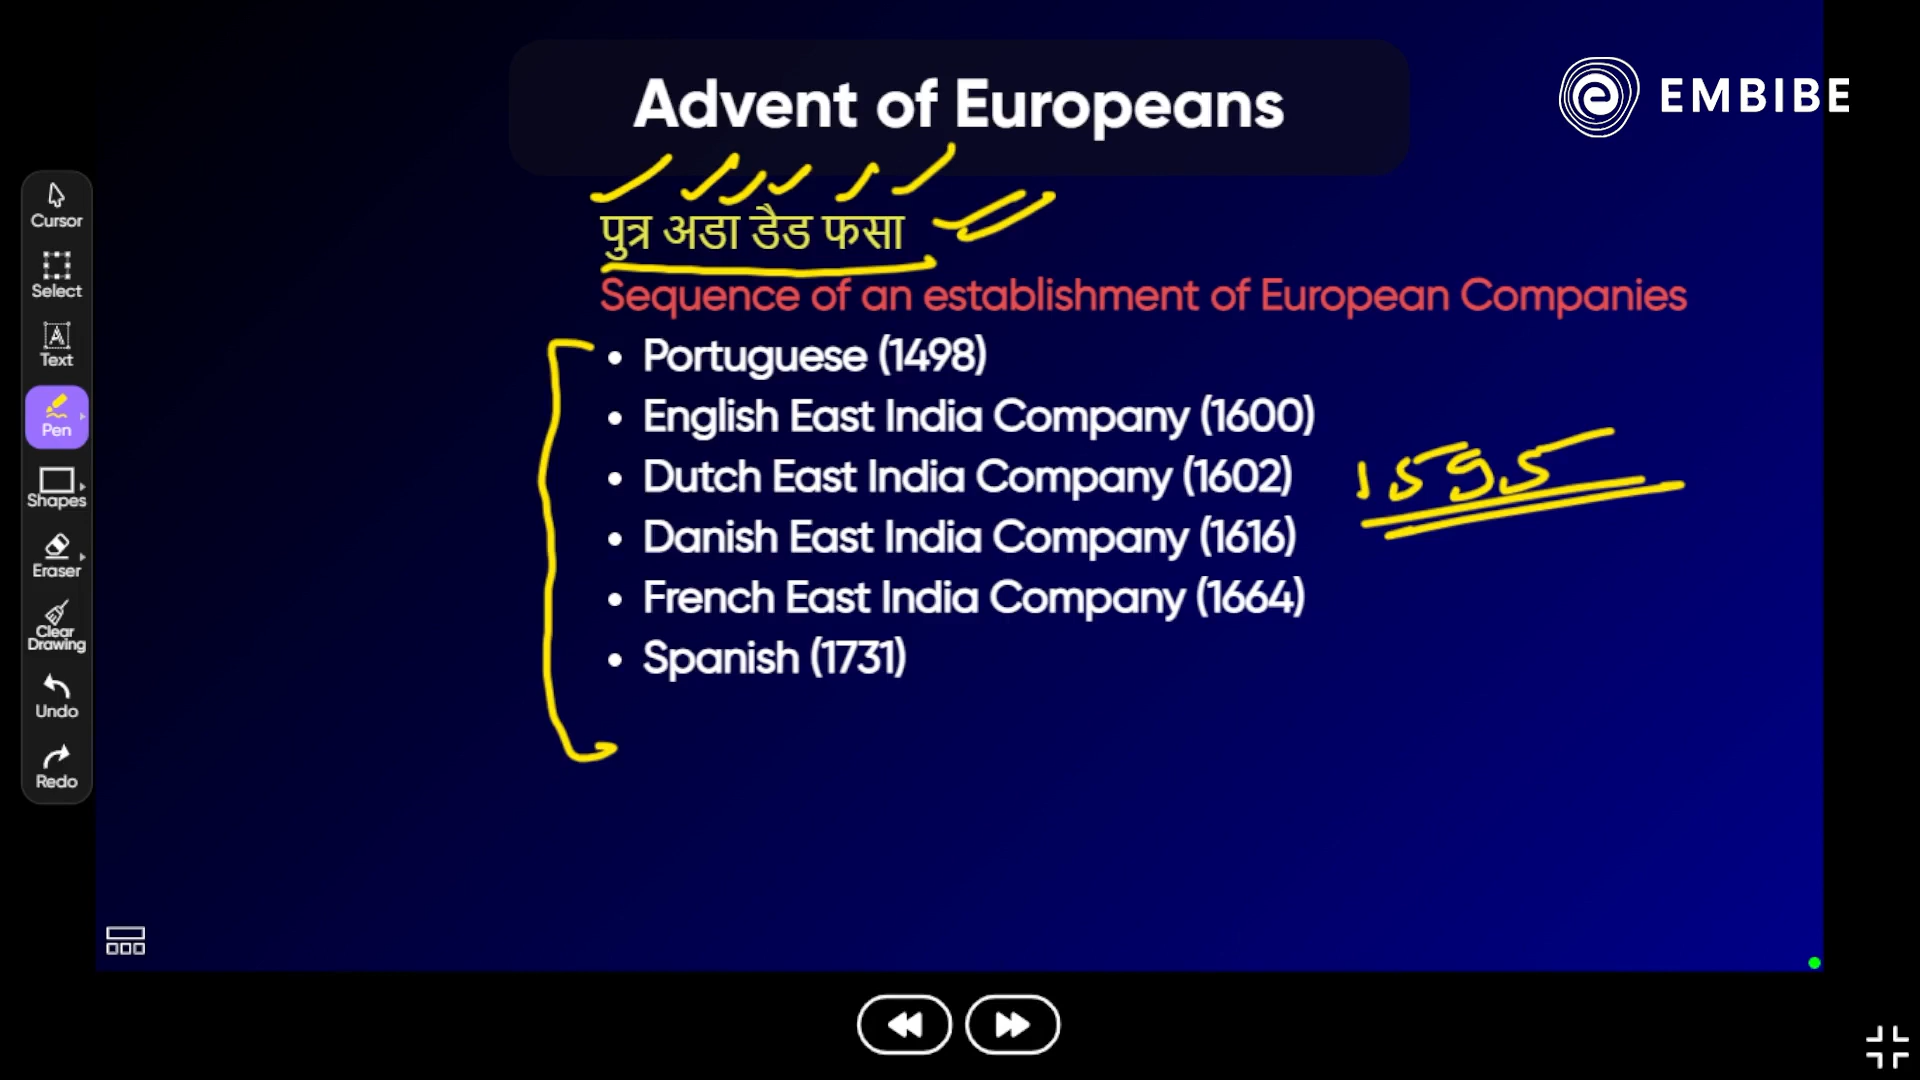 Advent of Europeans
EMBIBE
पुत्र अडा डैड फसा
Sequence of an establishment of European Companies
• Portuguese (1498)
• English East India Company (1600)
• Dutch East India Company (1602)
1595
• Danish East India Company (1616)
• French East India Company (1664)
• Spanish (1731)
Cursor
Select
Text
Pen
Shapes
Eraser
Clear
Drawing
Undo
Redo